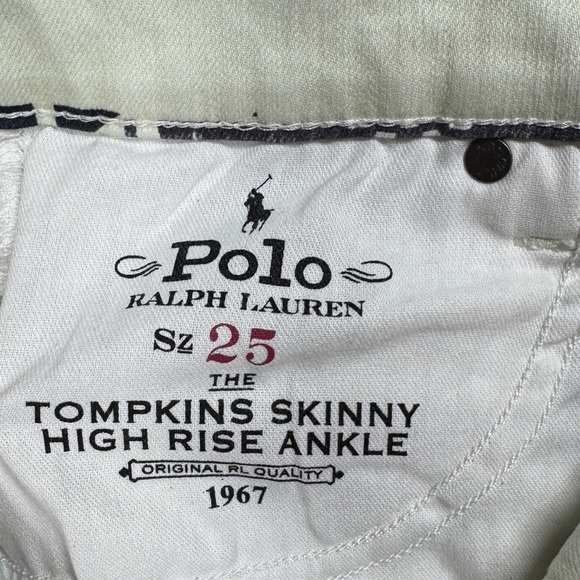 Polo
RALPH LAUREN
Sz 25
THE
TOMPKINS SKINNY
HIGH RISE ANKLE
ORIGINAL RL QUALITY
1967